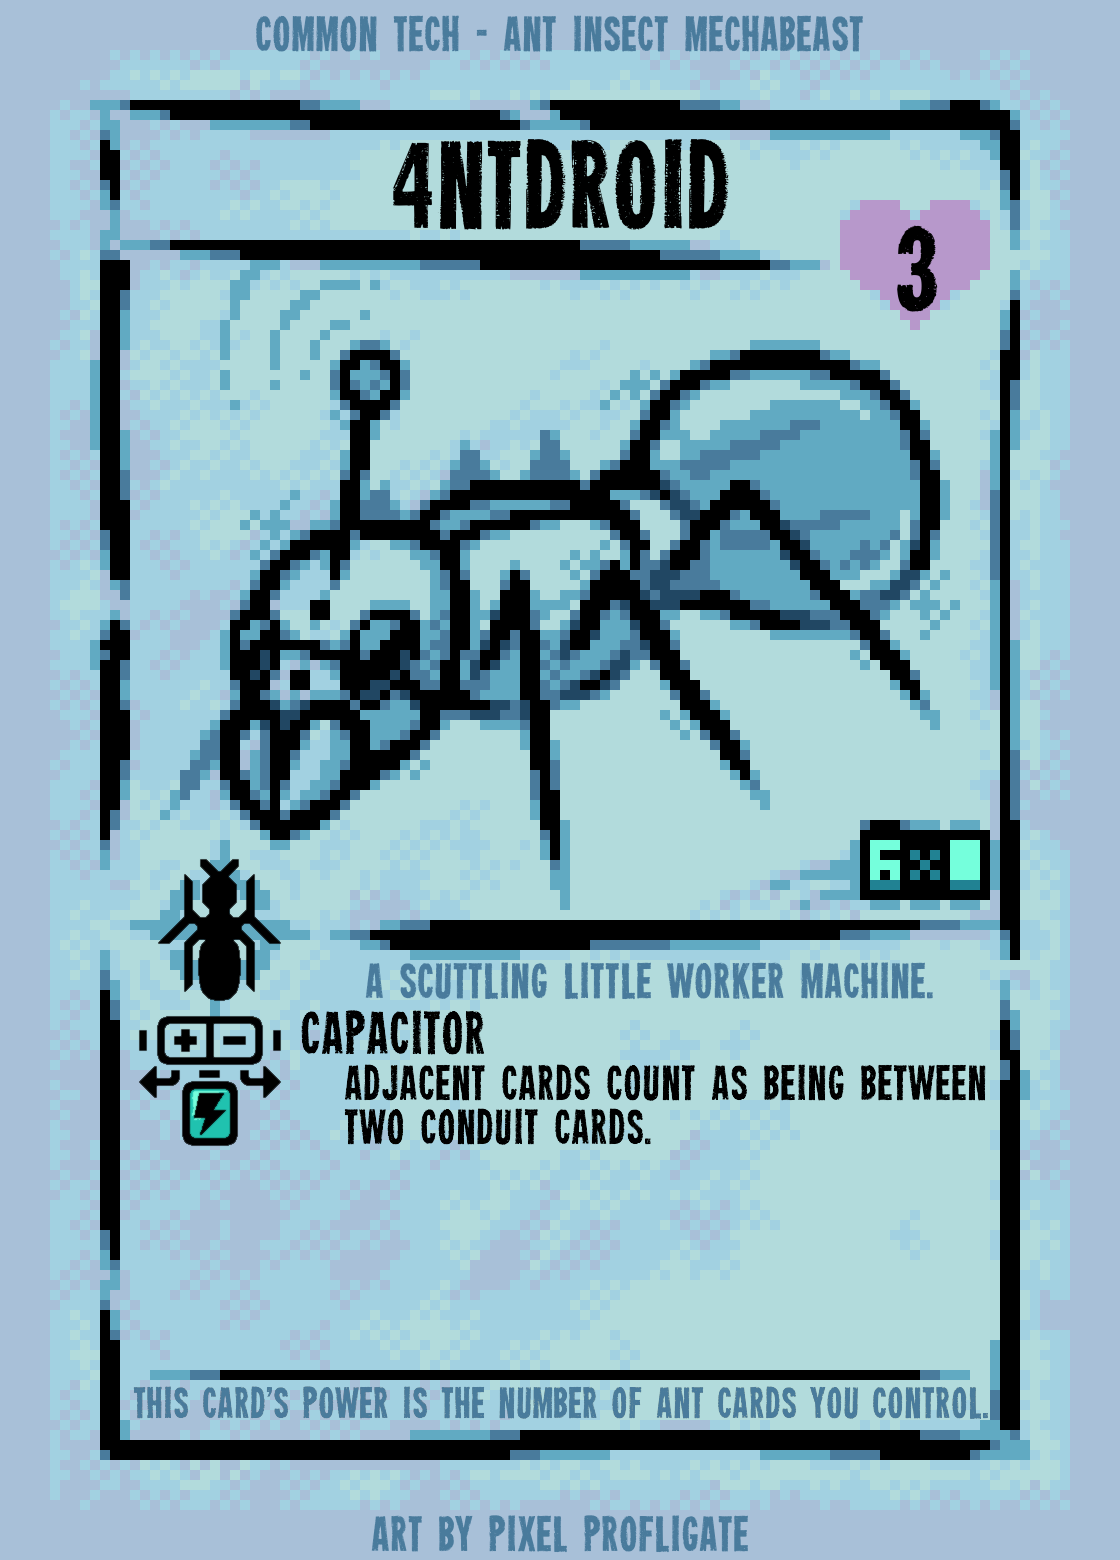 COMMON TECH - ANT INSECT MECHABEAST
4NTDROID
3
6
A SCUTTLING LITTLE WORKER MACHINE.
CAPACITOR
ADJACENT CARDS COUNT AS BEING BETWEEN
TWO CONDUIT CARDS.
THIS CARD'S POWER IS THE NUMBER OF ANT CARDS YOU CONTROL.
ART BY PIXEL PROFLIGATE